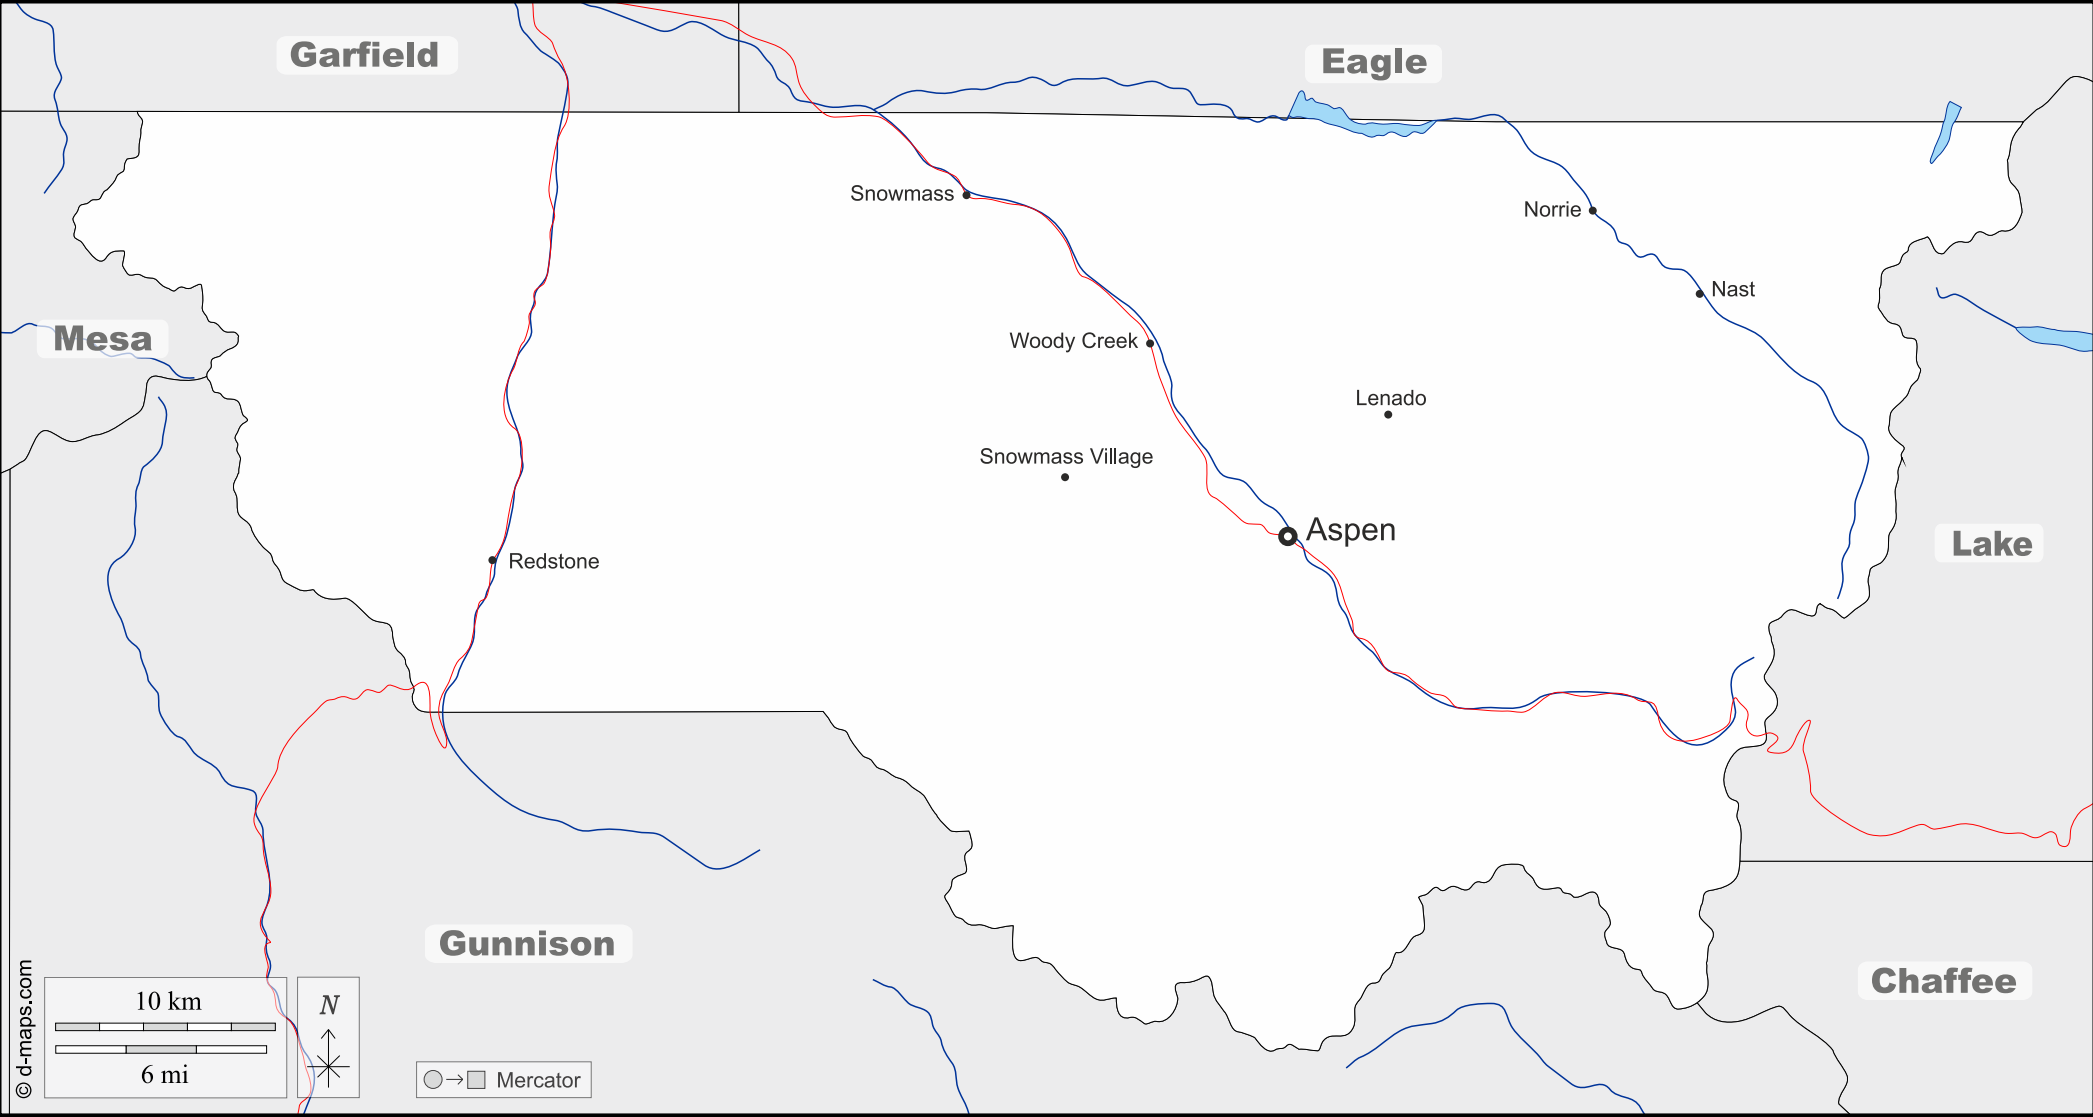 Garfield
Eagle
Snowmass
Norrie
Nast
Mesa
Woody Creek
Lenado
Snowmass Village
Aspen
Lake
Redstone
Gunnison
Chaffee
© d-maps.com
10 km
6 mi
N
Mercator